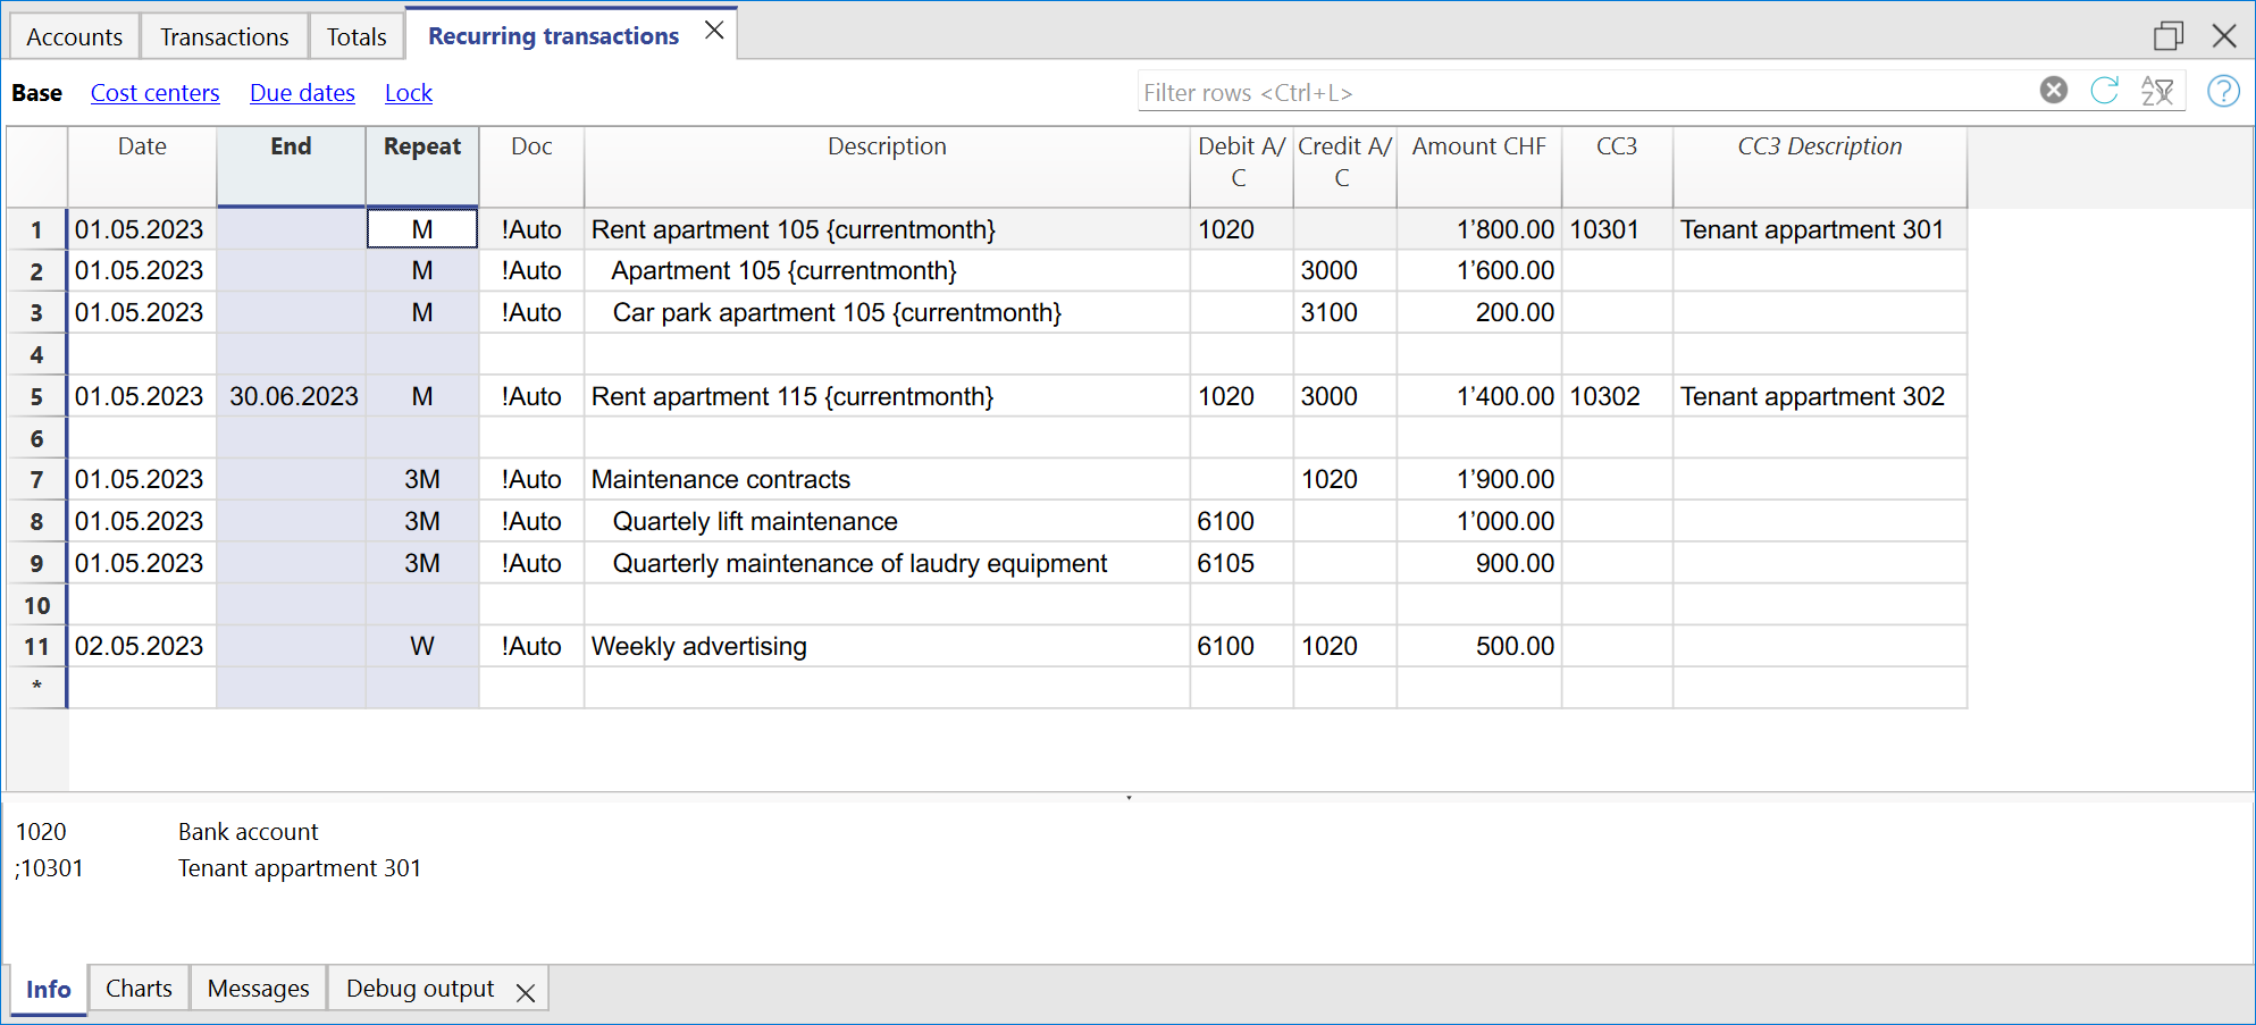 Accounts Transactions Totals Recurring transactions
Base Cost centers Due dates Lock Filter rows <Ctrl+L>
Date End Repeat Doc Description Debit A/ Credit A/ Amount CHF CC3 CC3 Description
C C
1 01.05.2023 M !Auto Rent apartment 105 {currentmonth} 1020 1'800.00 10301 Tenant appartment 301
2 01.05.2023 M !Auto Apartment 105 {currentmonth} 3000 1'600.00
3 01.05.2023 M !Auto Car park apartment 105 {currentmonth} 3100 200.00
4
5 01.05.2023 30.06.2023 M !Auto Rent apartment 115 {currentmonth} 1020 3000 1'400.00 10302 Tenant appartment 302
6
7 01.05.2023 3M !Auto Maintenance contracts 1020 1'900.00
8 01.05.2023 3M !Auto Quartely lift maintenance 6100 1'000.00
9 01.05.2023 3M !Auto Quarterly maintenance of laudry equipment 6105 900.00
10
11 02.05.2023 W !Auto Weekly advertising 6100 1020 500.00
*
1020 Bank account
;10301 Tenant appartment 301
Info Charts Messages Debug output